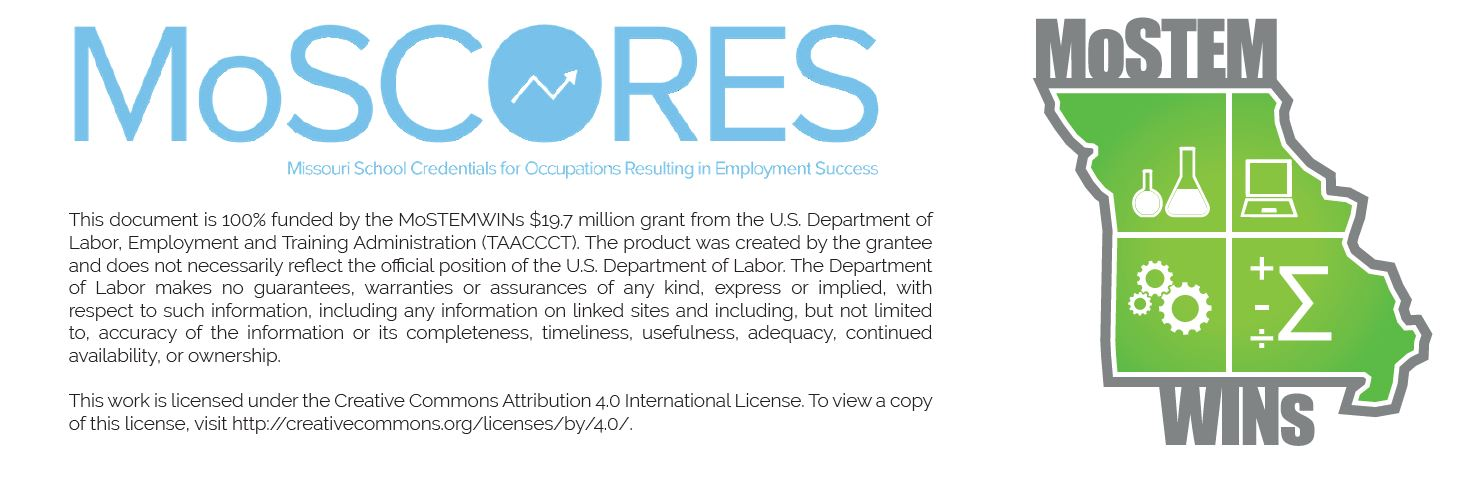 MoSCORES
Missouri School Credentials for Occupations Resulting in Employment Success
This document is 100% funded by the MoSTEMWINs $19.7 million grant from the U.S. Department of
Labor, Employment and Training Administration (TAACCCT). The product was created by the grantee
and does not necessarily reflect the official position of the U.S. Department of Labor. The Department
of Labor makes no guarantees, warranties or assurances of any kind, express or implied, with
respect to such information, including any information on linked sites and including, but not limited
to, accuracy of the information or its completeness, timeliness, usefulness, adequacy, continued
availability, or ownership.
This work is licensed under the Creative Commons Attribution 4.0 International License. To view a copy
of this license, visit http://creativecommons.org/licenses/by/4.0/.
MoSTEM
+
-
÷
Σ
WINs